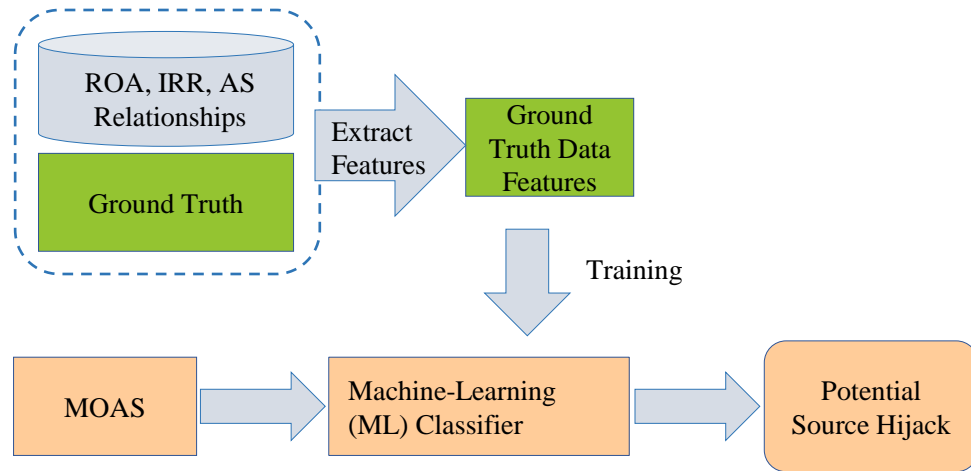 ROA, IRR, AS
Relationships
Ground Truth
Extract
Features
Ground
Truth Data
Features
Training
MOAS
Machine-Learning
(ML) Classifier
Potential
Source Hijack